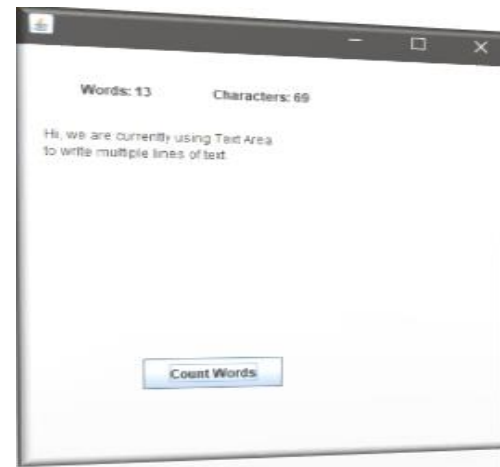 Words: 13 Characters: 69
Hi, we are currently using Text Area
to write multiple lines of text.
Count Words